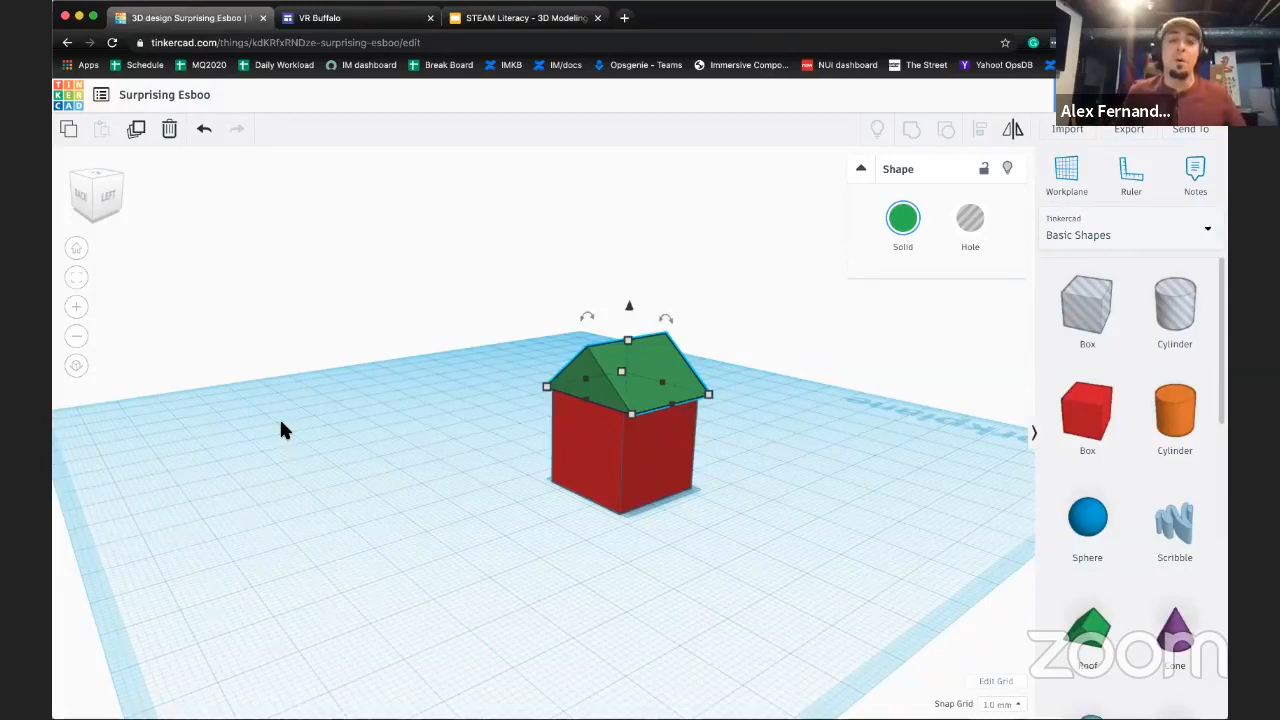 3D design Surprising Esboo |
VR Buffalo
STEAM Literacy - 3D Modeling
tinkercad.com/things/kdKRfxRNDze-surprising-esboo/edit
Apps
Schedule
MQ2020
Daily Workload
IM dashboard
Break Board
IMKB
IM/docs
Opsgenie - Teams
Immersive Compo...
NUI dashboard
The Street
Yahoo! OpsDB
Alex Fernand...
TIN
KER
CAD
Surprising Esboo
Import
Export
Send To
BACK
LEFT
Shape
Solid
Hole
Workplane
Ruler
Notes
Tinkercad
Basic Shapes
Box
Cylinder
Box
Cylinder
Sphere
Scribble
Roof
Cone
zoom
Edit Grid
Snap Grid
1.0 mm